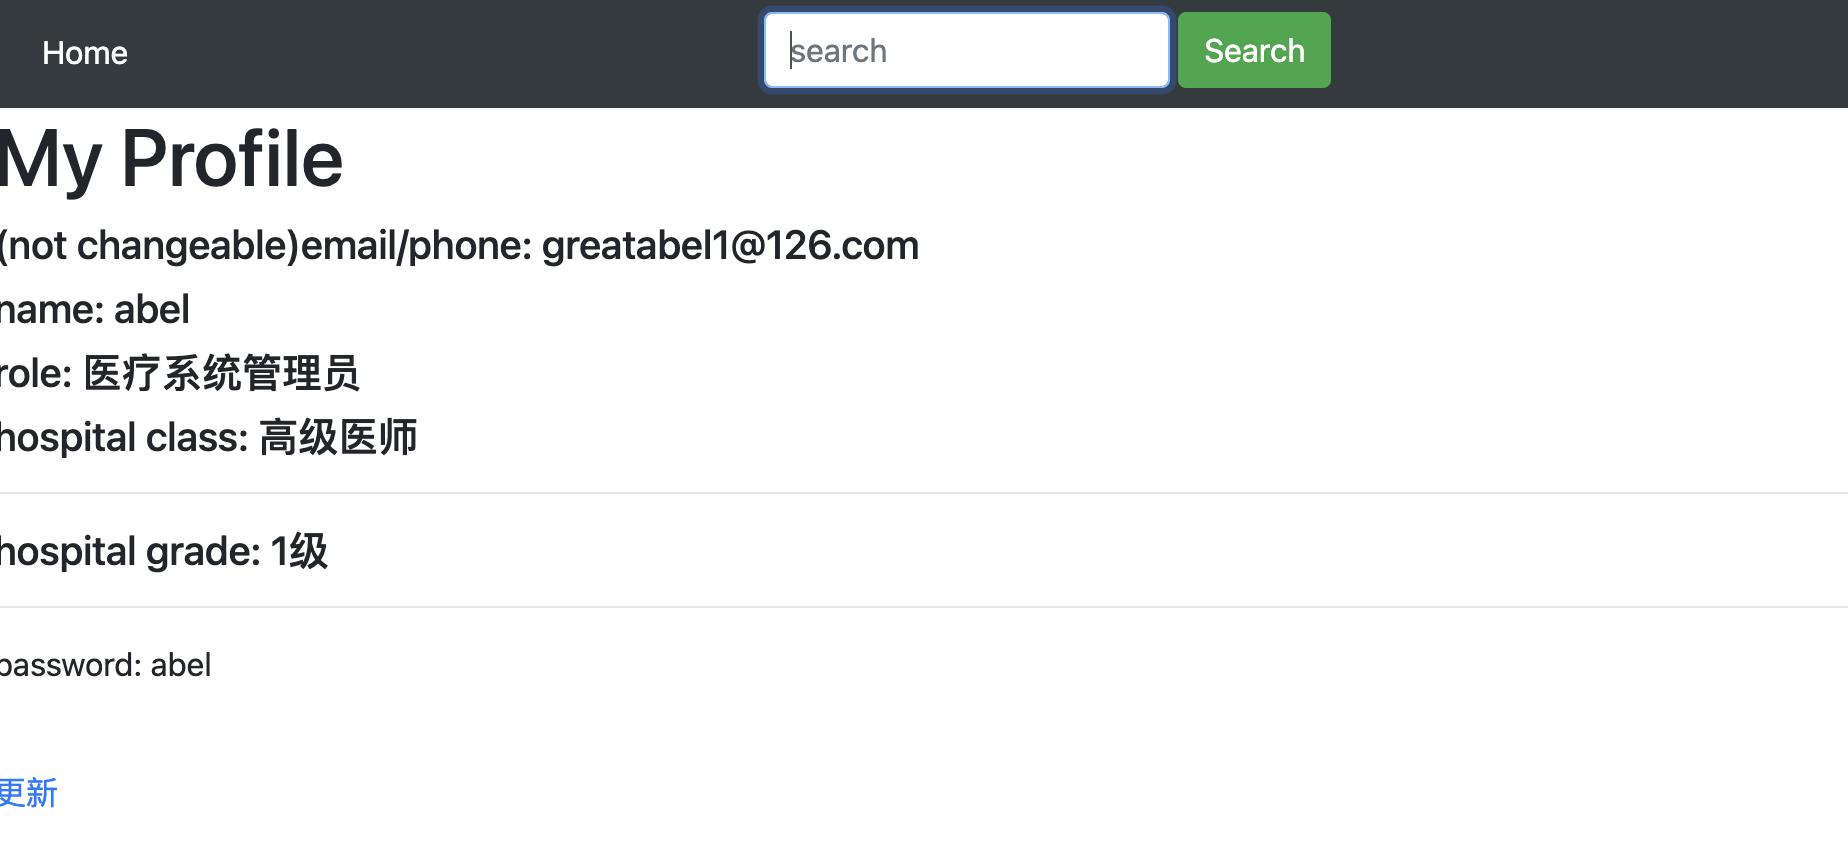 Home
search
Search
My Profile
(not changeable)email/phone: greatabel1@126.com
name: abel
role: 医疗系统管理员
hospital class: 高级医师
hospital grade: 1级
password: abel
更新